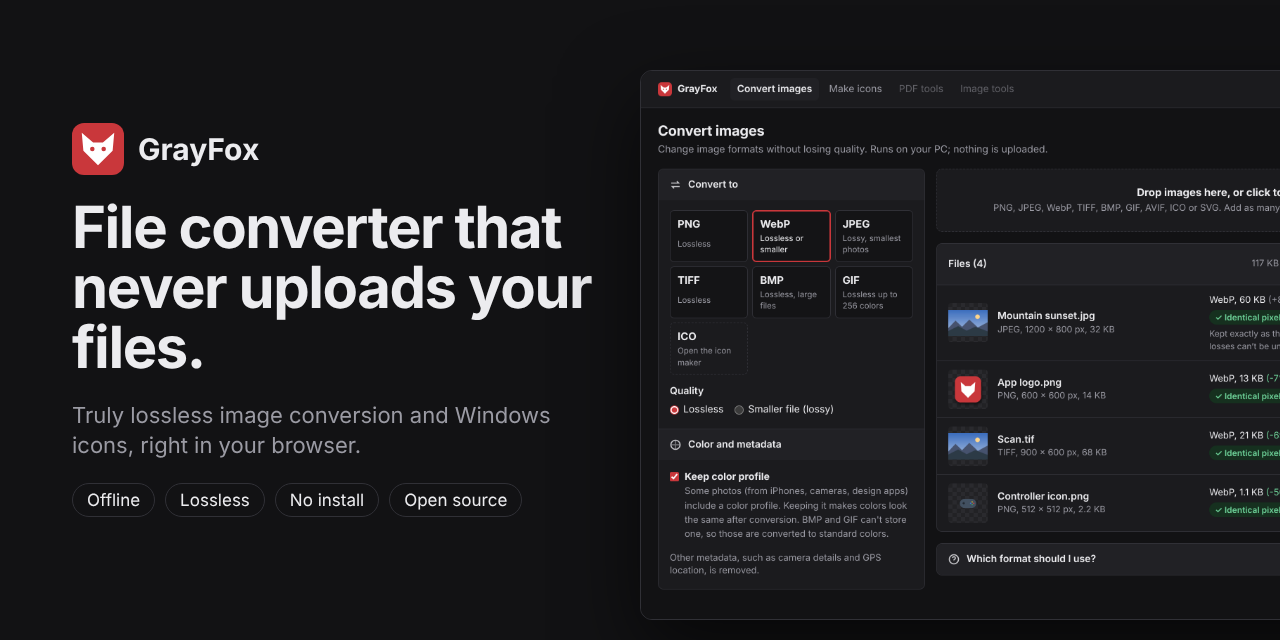 GrayFox
File converter that
never uploads your
files.
Truly lossless image conversion and Windows
icons, right in your browser.
Offline
Lossless
No install
Open source
GrayFox
Convert images
Make icons
PDF tools
Image tools
Convert images
Change image formats without losing quality. Runs on your PC; nothing is uploaded.
Convert to
PNG
Lossless
WebP
Lossless or
smaller
JPEG
Lossy, smallest
photos
TIFF
Lossless
BMP
Lossless, large
files
GIF
Lossless up to
256 colors
ICO
Open the icon
maker
Quality
Lossless
Smaller file (lossy)
Color and metadata
Keep color profile
Some photos (from iPhones, cameras, design apps)
include a color profile. Keeping it makes colors look
the same after conversion. BMP and GIF can't store
one, so those are converted to standard colors.
Other metadata, such as camera details and GPS
location, is removed.
Drop images here, or click to
PNG, JPEG, WebP, TIFF, BMP, GIF, AVIF, ICO or SVG. Add as many
Files (4)
117 KB
Mountain sunset.jpg
JPEG, 1200 × 800 px, 32 KB
WebP, 60 KB (+8
✓ Identical pixel
Kept exactly as th
losses can't be un
App logo.png
PNG, 600 × 600 px, 14 KB
WebP, 13 KB (-7
✓ Identical pixel
Scan.tif
TIFF, 900 × 600 px, 68 KB
WebP, 21 KB (-6
✓ Identical pixel
Controller icon.png
PNG, 512 × 512 px, 2.2 KB
WebP, 1.1 KB (-5
✓ Identical pixel
Which format should I use?